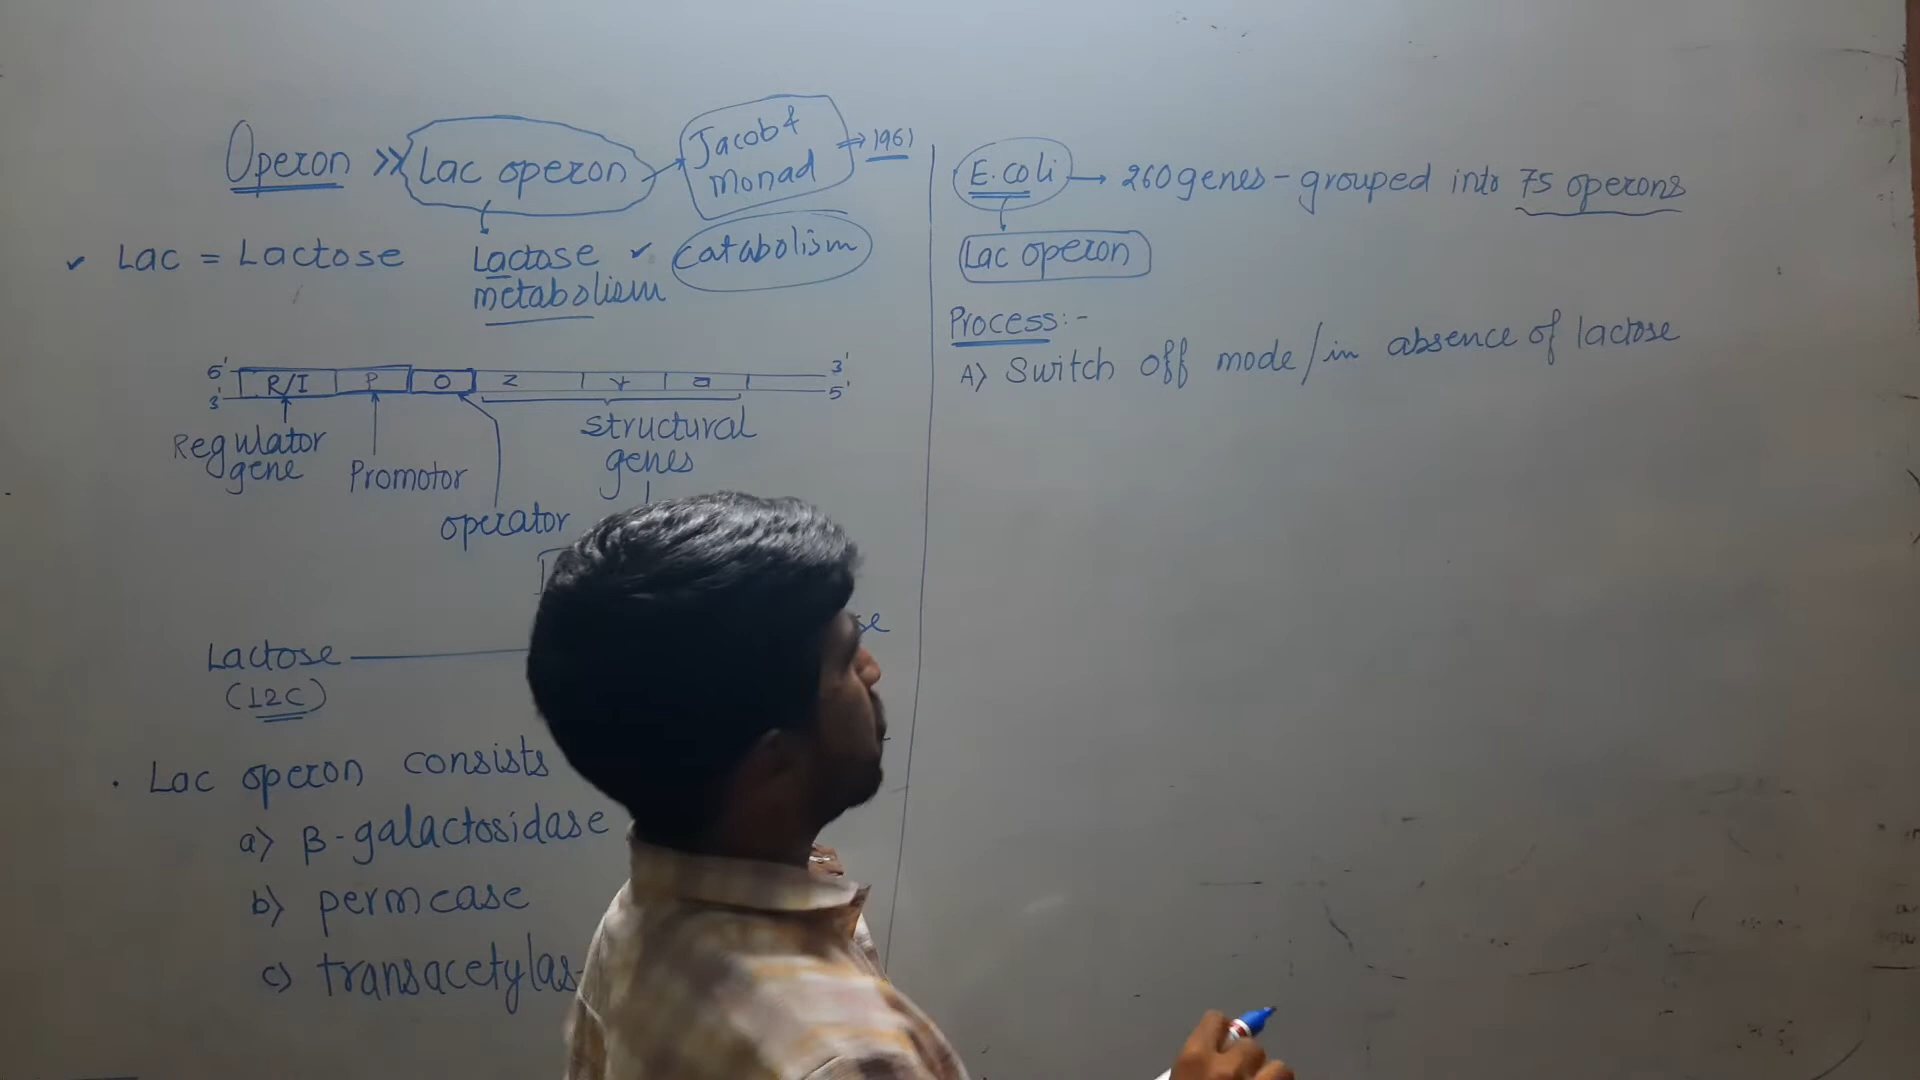 Operon >> Lac operon → Jacob & Monad ⇒ 1961
✓ Lac = Lactose
Lactose metabolism ✓ Catabolism
5' R/I P O Z Y a 3'
3' 5'
Regulator gene
Promotor
operator
Structural genes
Lactose
(12C)
• Lac operon consists
a) β-galactosidase
b) permease
c) transacetylas
E.coli → 260 genes - grouped into 75 operons
Lac operon
Process:-
A) Switch off mode/in absence of lactose